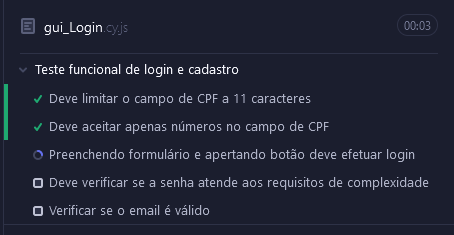 gui_Login.cy.js
00:03
Teste funcional de login e cadastro
Deve limitar o campo de CPF a 11 caracteres
Deve aceitar apenas números no campo de CPF
Preenchendo formulário e apertando botão deve efetuar login
Deve verificar se a senha atende aos requisitos de complexidade
Verificar se o email é válido